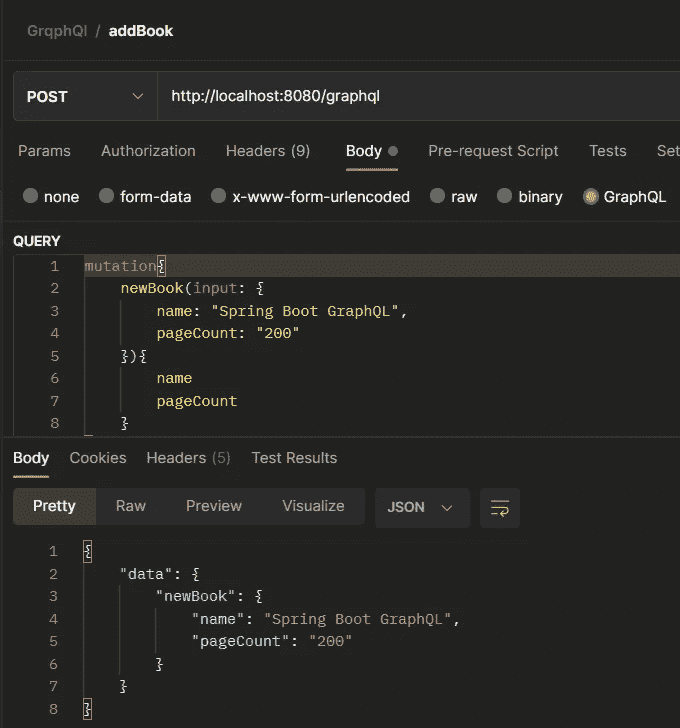 GrqphQl / addBook
POST http://localhost:8080/graphql
Params Authorization Headers (9) Body Pre-request Script Tests Set
none form-data x-www-form-urlencoded raw binary GraphQL
QUERY
1 mutation{
2 newBook(input: {
3 name: "Spring Boot GraphQL",
4 pageCount: "200"
5 }){
6 name
7 pageCount
8 }
Body Cookies Headers (5) Test Results
Pretty Raw Preview Visualize JSON
1 {
2 "data": {
3 "newBook": {
4 "name": "Spring Boot GraphQL",
5 "pageCount": "200"
6 }
7 }
8 }